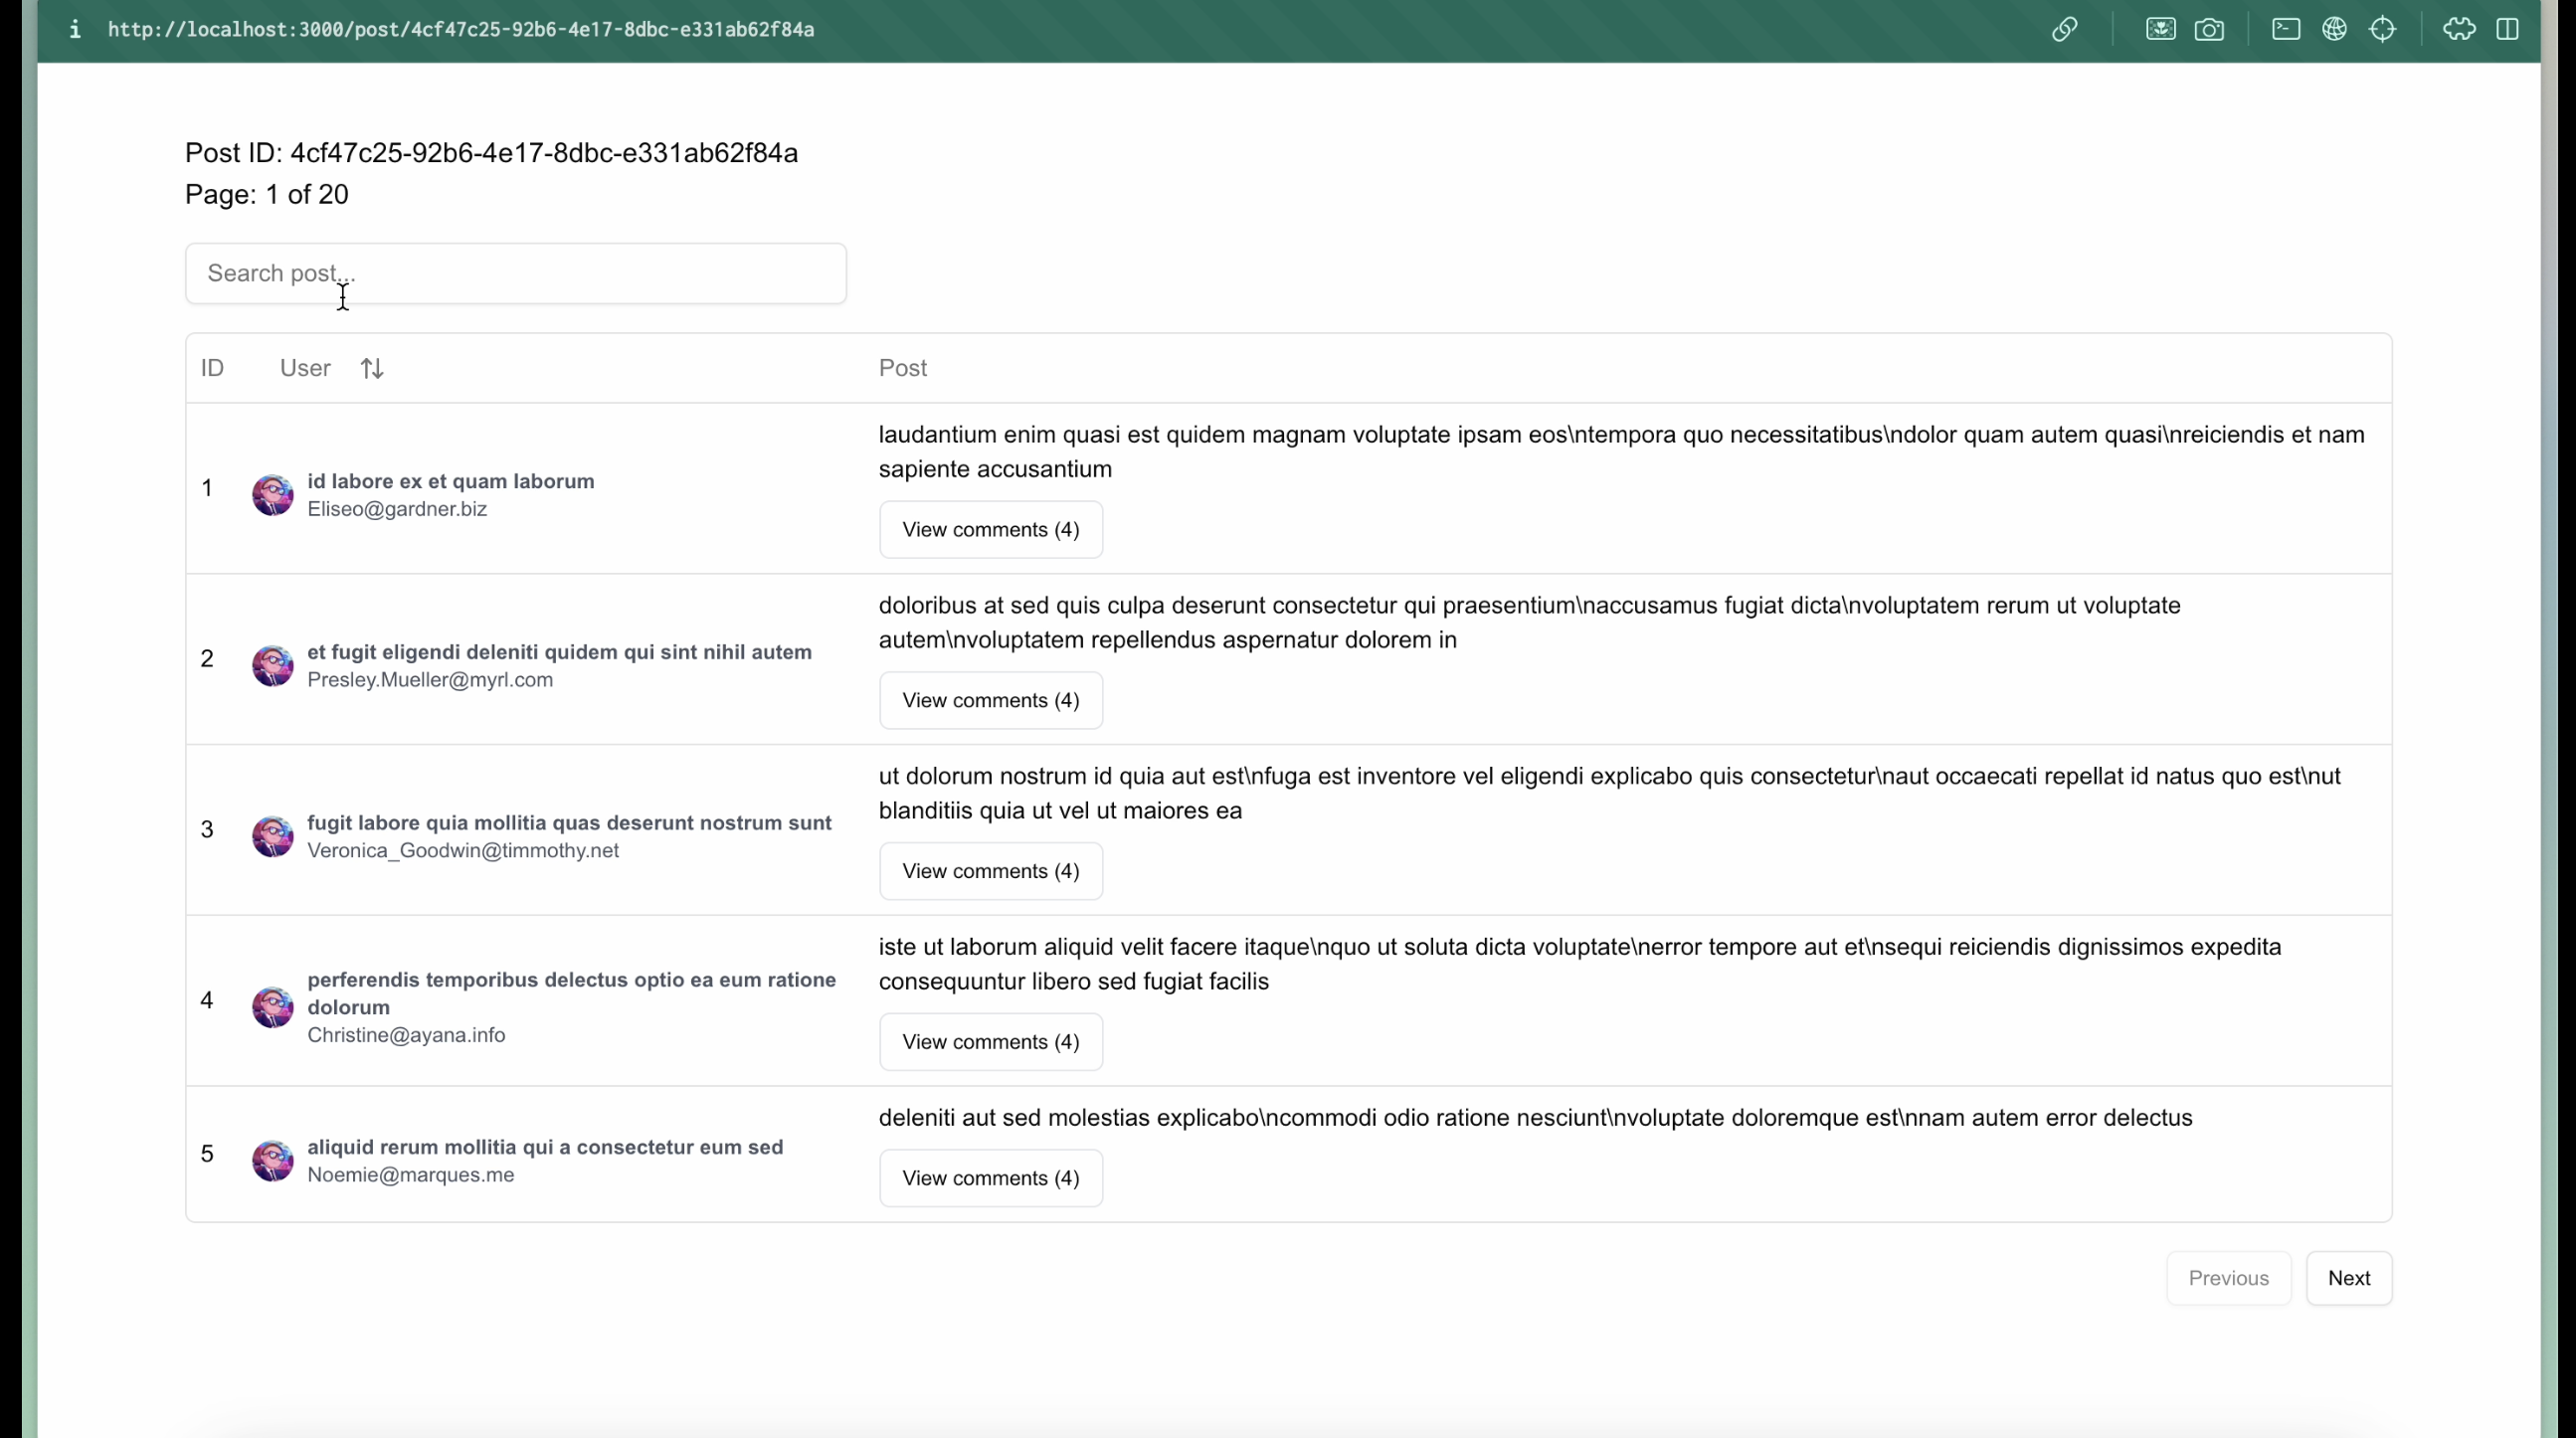 i http://localhost:3000/post/4cf47c25-92b6-4e17-8dbc-e331ab62f84a
Post ID: 4cf47c25-92b6-4e17-8dbc-e331ab62f84a
Page: 1 of 20
Search post...
ID User Post
1
id labore ex et quam laborum
Eliseo@gardner.biz
laudantium enim quasi est quidem magnam voluptate ipsam eos\ntempora quo necessitatibus\ndolor quam autem quasi\nreiciendis et nam
sapiente accusantium
View comments (4)
2
et fugit eligendi deleniti quidem qui sint nihil autem
Presley.Mueller@myrl.com
doloribus at sed quis culpa deserunt consectetur qui praesentium\naccusamus fugiat dicta\nvoluptatem rerum ut voluptate
autem\nvoluptatem repellendus aspernatur dolorem in
View comments (4)
3
fugit labore quia mollitia quas deserunt nostrum sunt
Veronica_Goodwin@timmothy.net
ut dolorum nostrum id quia aut est\nfuga est inventore vel eligendi explicabo quis consectetur\naut occaecati repellat id natus quo est\nut
blanditiis quia ut vel ut maiores ea
View comments (4)
4
perferendis temporibus delectus optio ea eum ratione
dolorum
Christine@ayana.info
iste ut laborum aliquid velit facere itaque\nquo ut soluta dicta voluptate\nerror tempore aut et\nsequi reiciendis dignissimos expedita
consequuntur libero sed fugiat facilis
View comments (4)
5
aliquid rerum mollitia qui a consectetur eum sed
Noemie@marques.me
deleniti aut sed molestias explicabo\ncommodi odio ratione nesciunt\nvoluptate doloremque est\nnam autem error delectus
View comments (4)
Previous Next